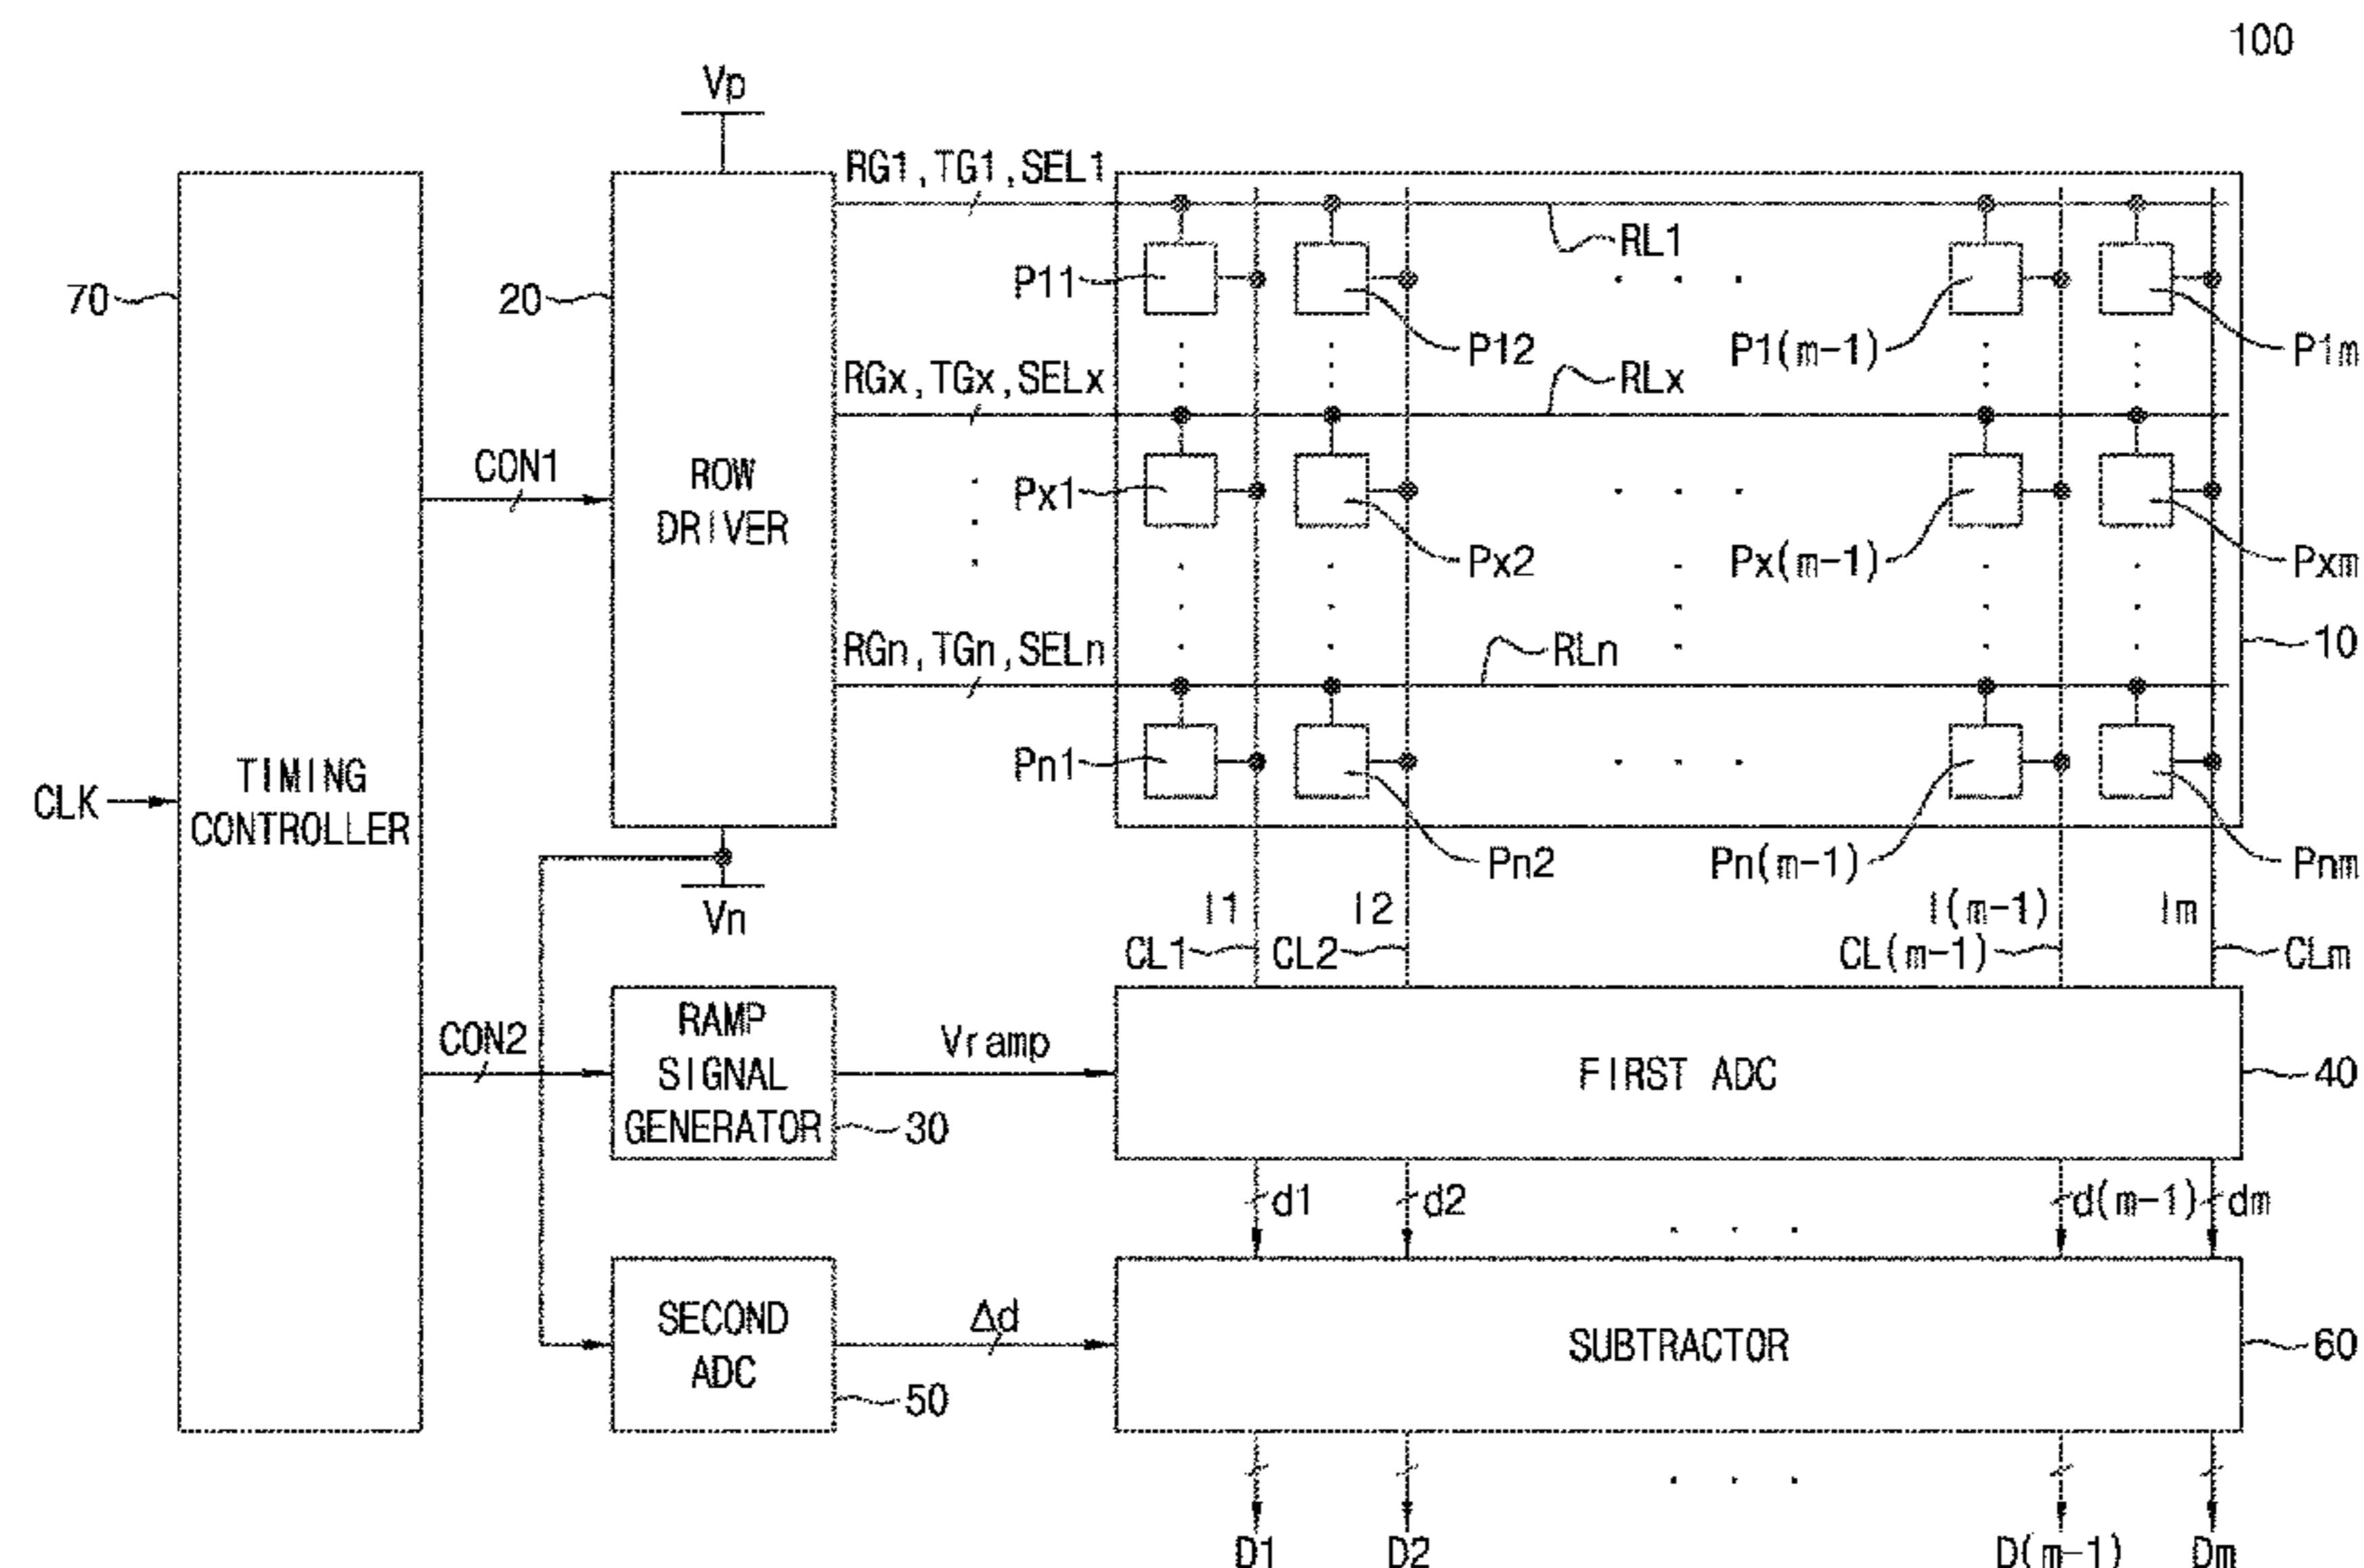 100
Vp
RG1,TG1,SEL1
RL1
P11
70
20
P12
P1(m-1)
P1m
RGx,TGx,SELx
RLx
CON1
ROW
DRIVER
Px1
Px2
Px(m-1)
Pxm
RGn,TGn,SELn
RLn
10
Pn1
TIMING
CONTROLLER
CLK
Pn2
Pn(m-1)
Pnm
Vn
I1
I2
I(m-1)
Im
CL1
CL2
CL(m-1)
CLm
CON2
RAMP
SIGNAL
GENERATOR
30
Vramp
FIRST ADC
40
d1
d2
d(m-1)
dm
SECOND
ADC
50
Δd
SUBTRACTOR
60
D1
D2
D(m-1)
Dm